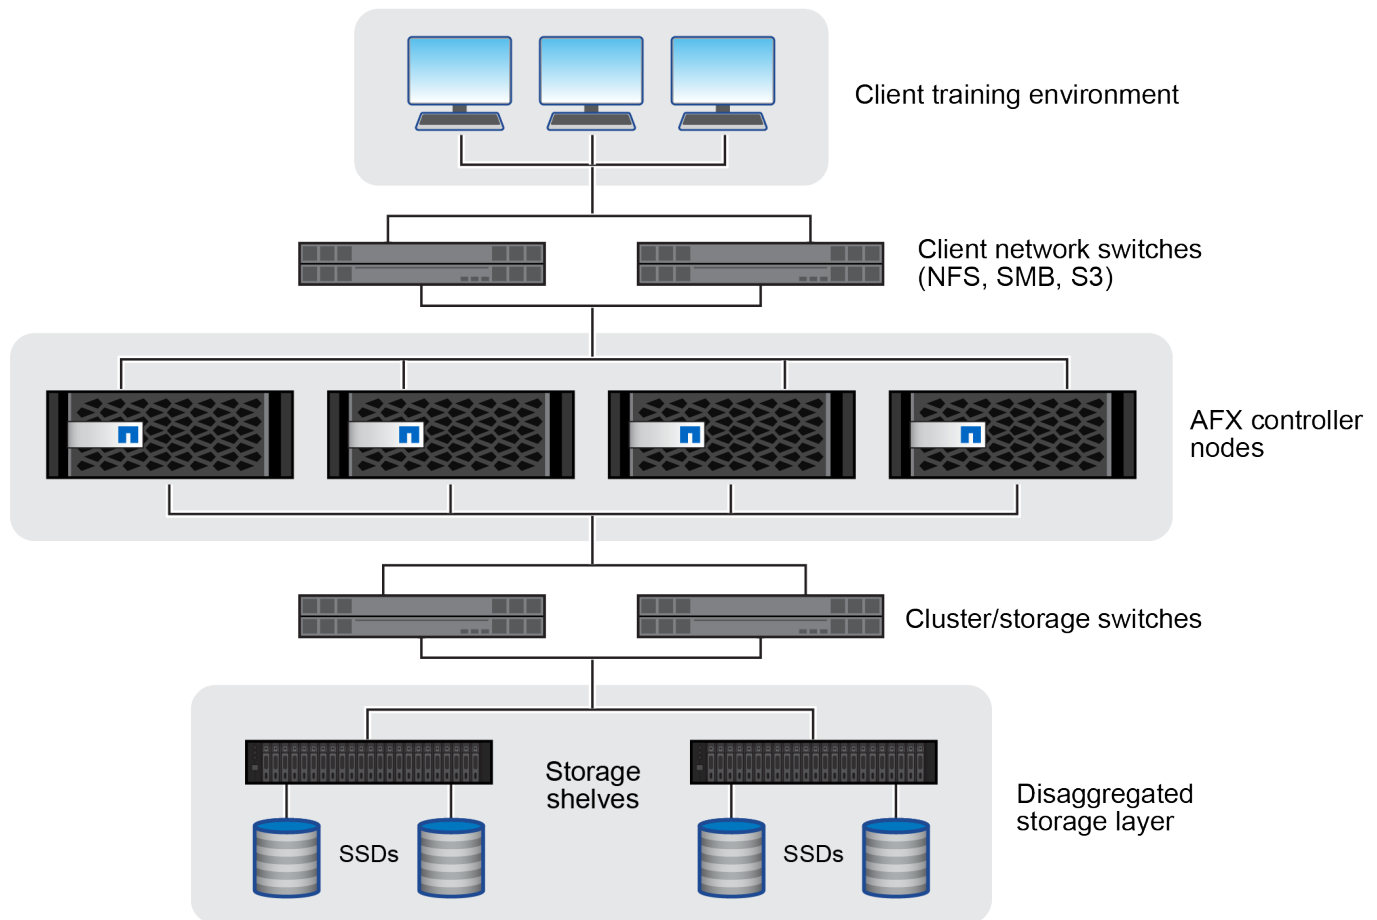 Client training environment
Client network switches
(NFS, SMB, S3)
AFX controller
nodes
Cluster/storage switches
Storage
shelves
Disaggregated
storage layer
SSDs
SSDs